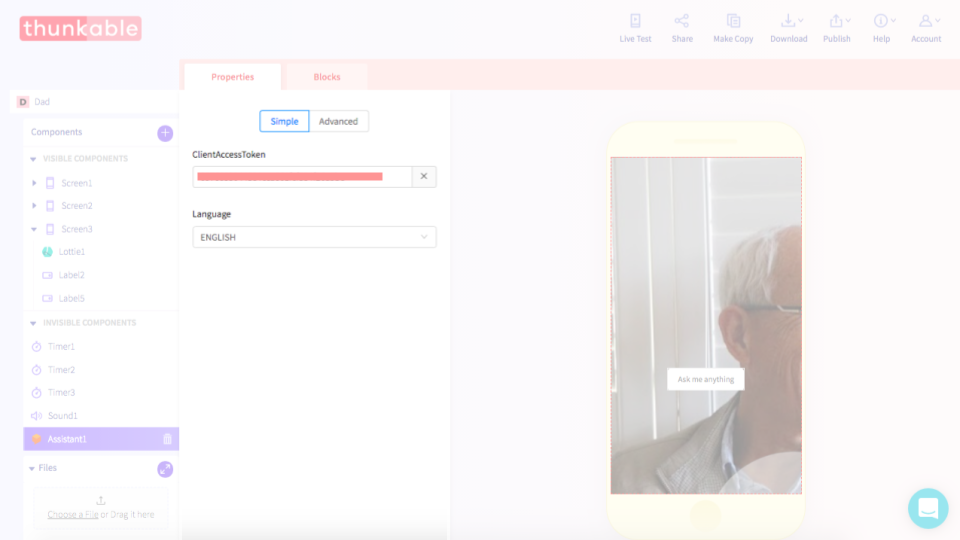 thunkable
Live Test
Share
Make Copy
Download
Publish
Help
Account
Properties
Blocks
D Dad
Components
VISIBLE COMPONENTS
Screen1
Screen2
Screen3
Lottie1
Label2
Label5
INVISIBLE COMPONENTS
Timer1
Timer2
Timer3
Sound1
Assistant1
Files
Choose a File or Drag it here
Simple
Advanced
ClientAccessToken
Language
ENGLISH
Ask me anything